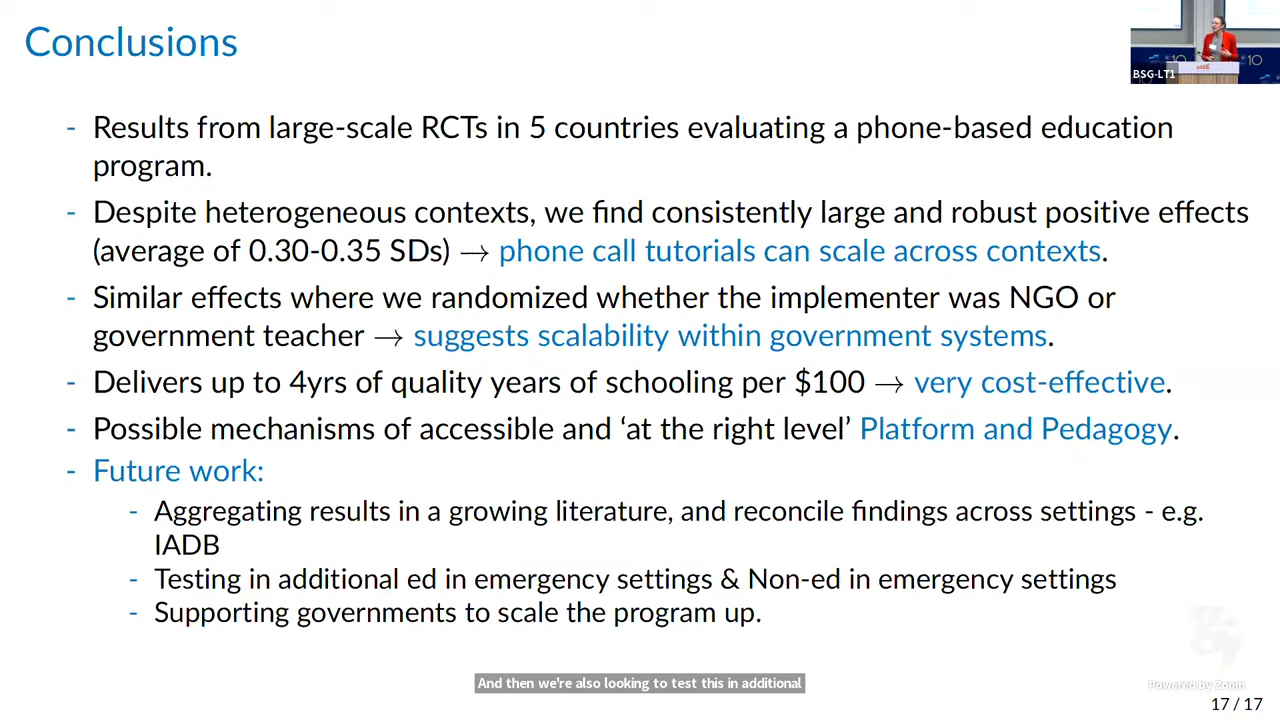 Conclusions
BSG-LT1
- Results from large-scale RCTs in 5 countries evaluating a phone-based education
program.
- Despite heterogeneous contexts, we find consistently large and robust positive effects
(average of 0.30-0.35 SDs) → phone call tutorials can scale across contexts.
- Similar effects where we randomized whether the implementer was NGO or
government teacher → suggests scalability within government systems.
- Delivers up to 4yrs of quality years of schooling per $100 → very cost-effective.
- Possible mechanisms of accessible and ‘at the right level’ Platform and Pedagogy.
- Future work:
- Aggregating results in a growing literature, and reconcile findings across settings - e.g.
IADB
- Testing in additional ed in emergency settings & Non-ed in emergency settings
- Supporting governments to scale the program up.
And then we're also looking to test this in additional
Powered by Zoom
17 / 17